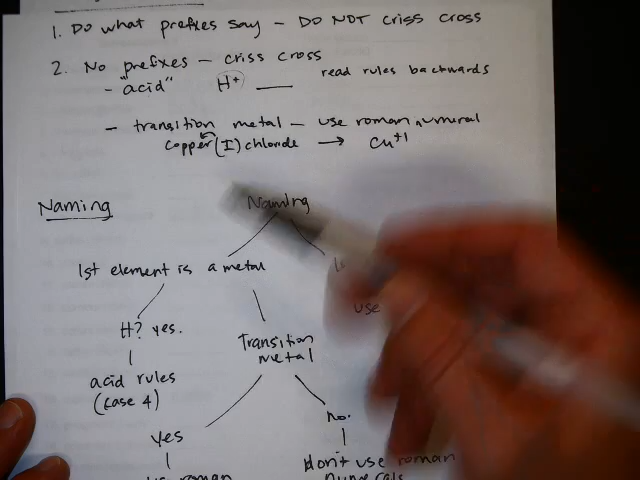 1. Do what prefixes say - DO NOT criss cross
2. No prefixes - criss cross
- "acid" H+ ___ read rules backwards
- transition metal - use roman numeral
copper (I) chloride → Cu+1
Naming
Naming
1st element is a metal
use
H? yes.
Transition
metal
acid rules
(case 4)
Yes
No.
don't use roman
numerals